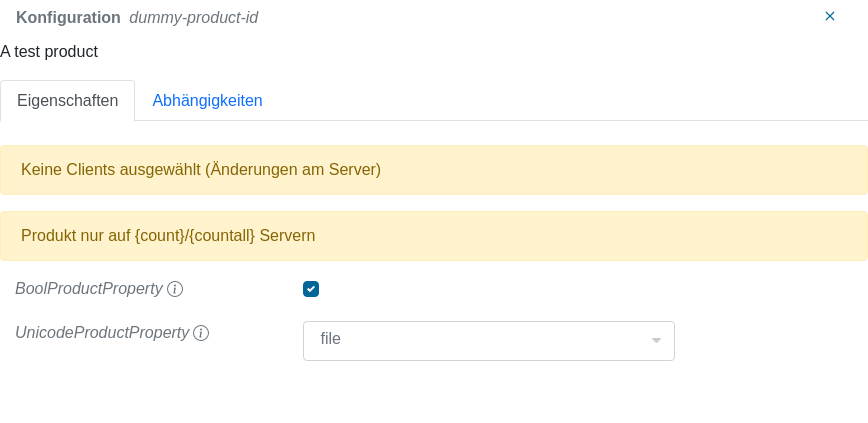 Konfiguration dummy-product-id
A test product
Eigenschaften Abhängigkeiten
Keine Clients ausgewählt (Änderungen am Server)
Produkt nur auf {count}/{countall} Servern
BoolProductProperty
UnicodeProductProperty file